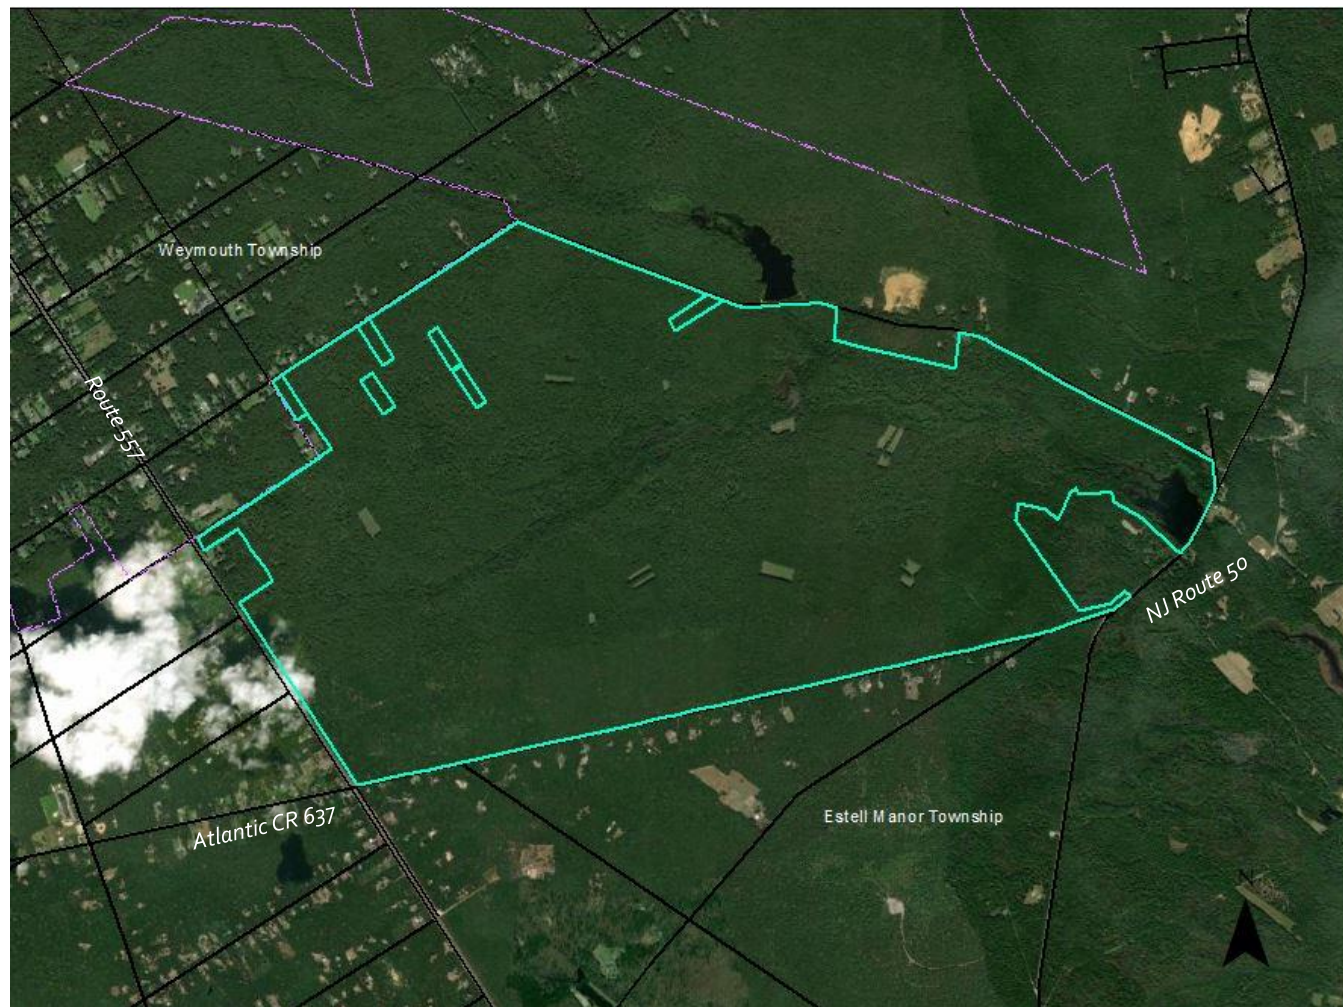 Weymouth Township
Route 557
NJ Route 50
Atlantic CR 637
Estell Manor Township
N